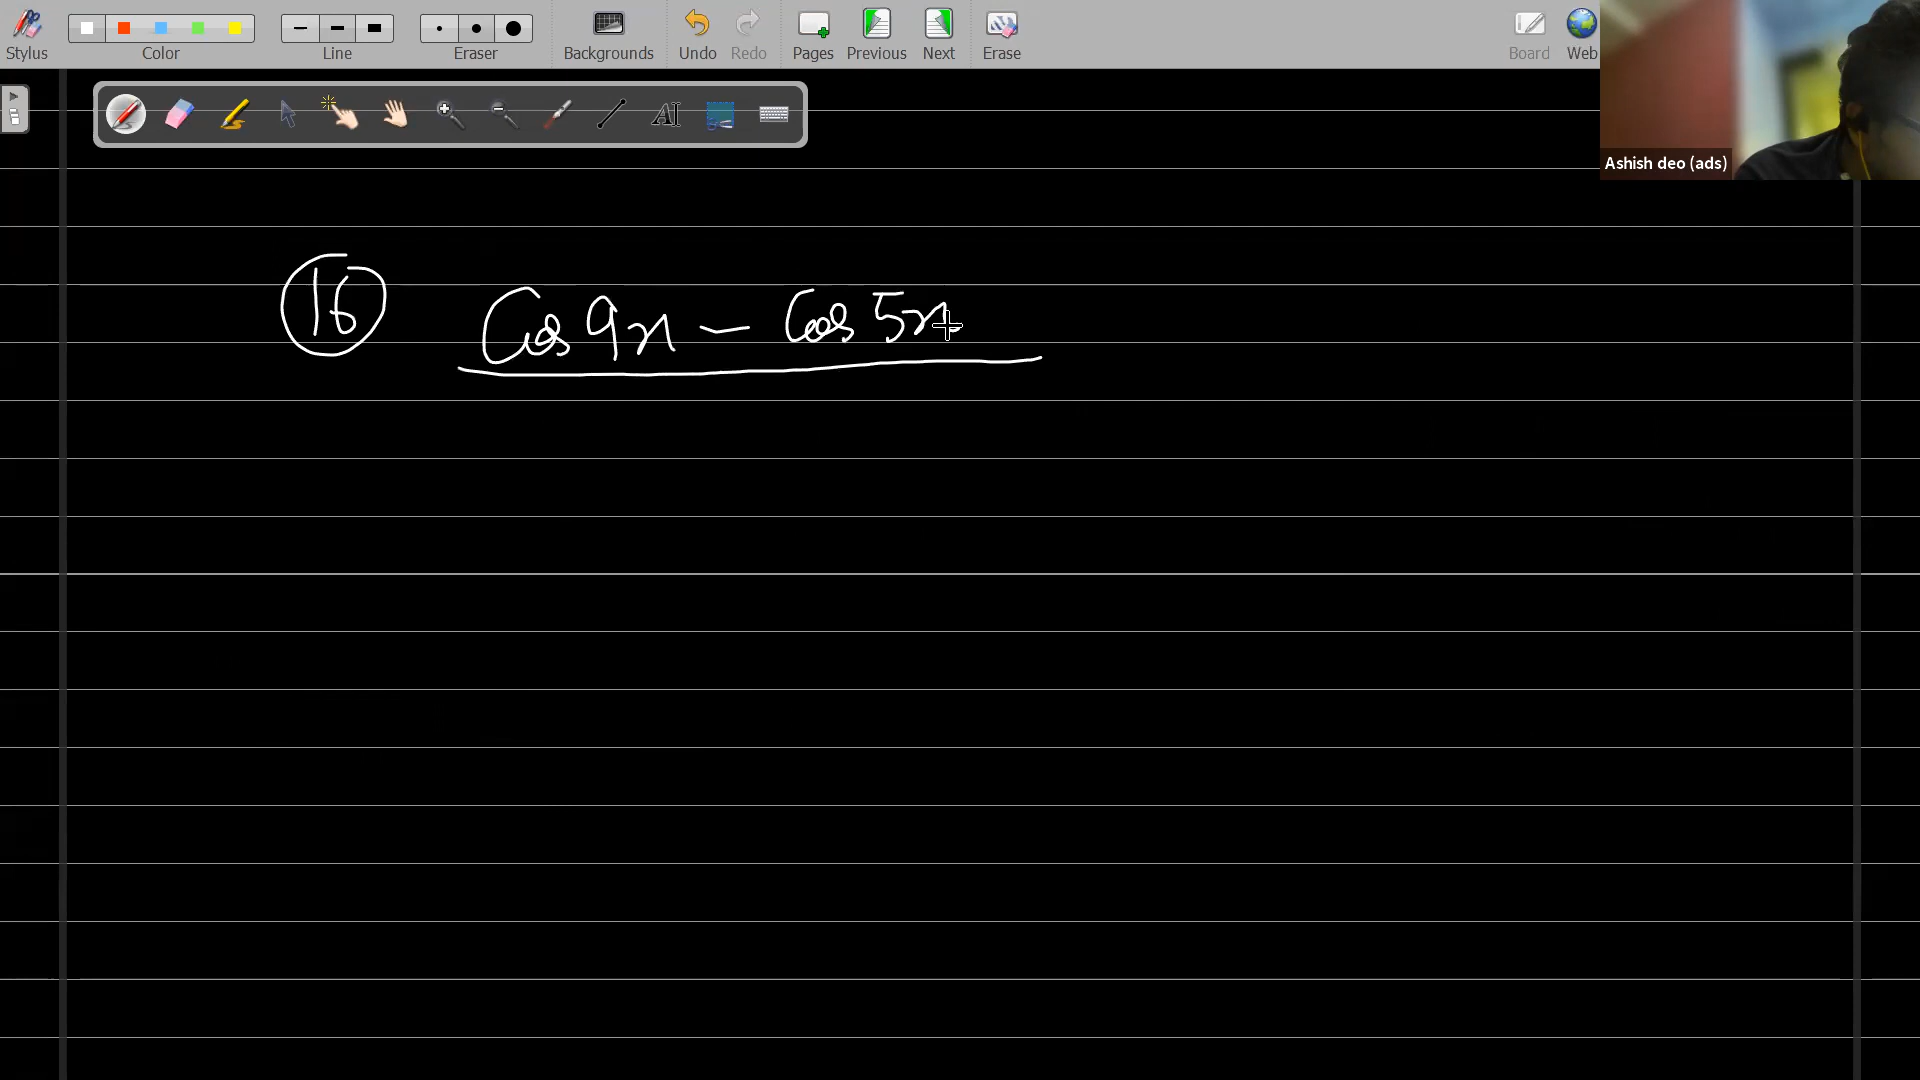 Stylus Color Line Eraser Backgrounds Undo Redo Pages Previous Next Erase Board Web
AI
Ashish deo (ads)
16 Cos 9x - Cos 5x